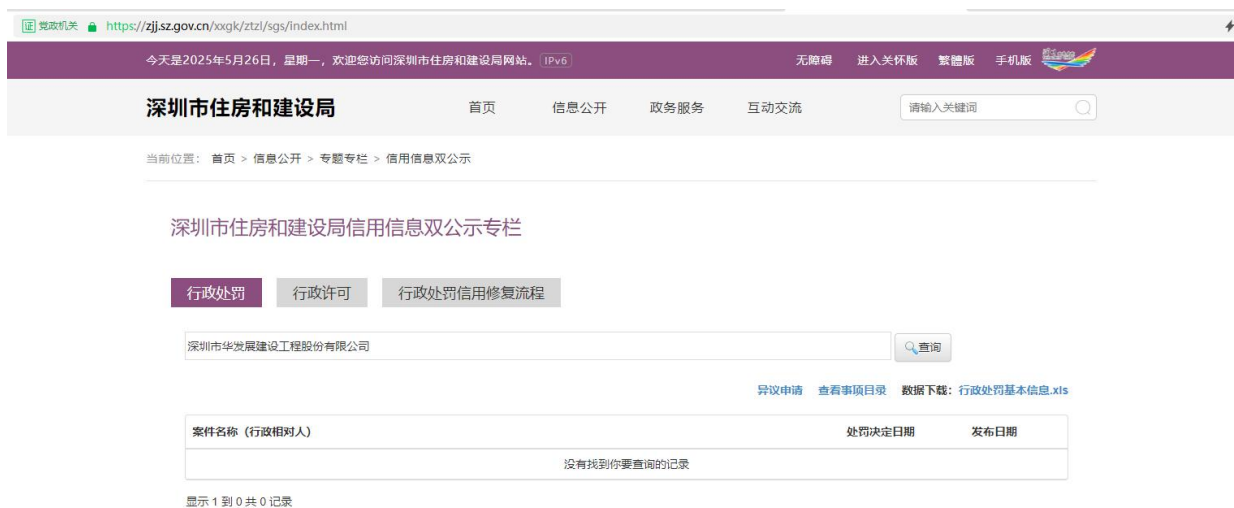 证 党政机关 https://zjj.sz.gov.cn/xxgk/ztzl/sgs/index.html
今天是2025年5月26日，星期一，欢迎您访问深圳市住房和建设局网站。 IPv6 无障碍 进入关怀版 繁體版 手机版
深圳市住房和建设局 首页 信息公开 政务服务 互动交流 请输入关键词
当前位置： 首页 > 信息公开 > 专题专栏 > 信用信息双公示
深圳市住房和建设局信用信息双公示专栏
行政处罚 行政许可 行政处罚信用修复流程
深圳市华发展建设工程股份有限公司 查询
异议申请 查看事项目录 数据下载：行政处罚基本信息.xls
案件名称（行政相对人） 处罚决定日期 发布日期
没有找到你要查询的记录
显示 1 到 0 共 0 记录